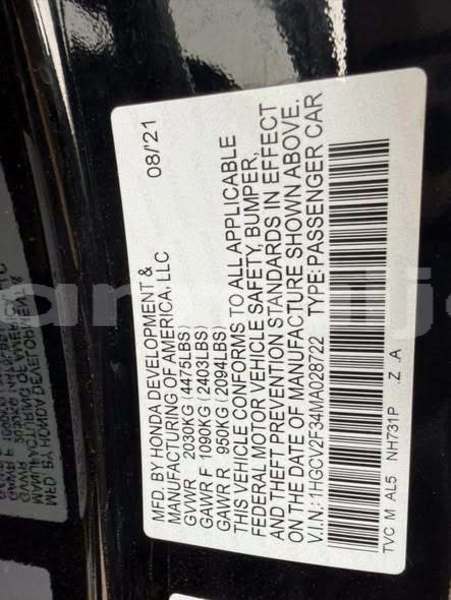 MFD. BY HONDA DEVELOPMENT & 08/21
MANUFACTURING OF AMERICA, LLC
GVWR 2030KG (4475LBS)
GAWR F 1090KG (2403LBS)
GAWR R 950KG (2094LBS)
THIS VEHICLE CONFORMS TO ALL APPLICABLE
FEDERAL MOTOR VEHICLE SAFETY, BUMPER,
AND THEFT PREVENTION STANDARDS IN EFFECT
ON THE DATE OF MANUFACTURE SHOWN ABOVE.
V.I.N.: 1HGCV2F34MA028722 TYPE: PASSENGER CAR
TVC M AL5 NH731P . Z . A